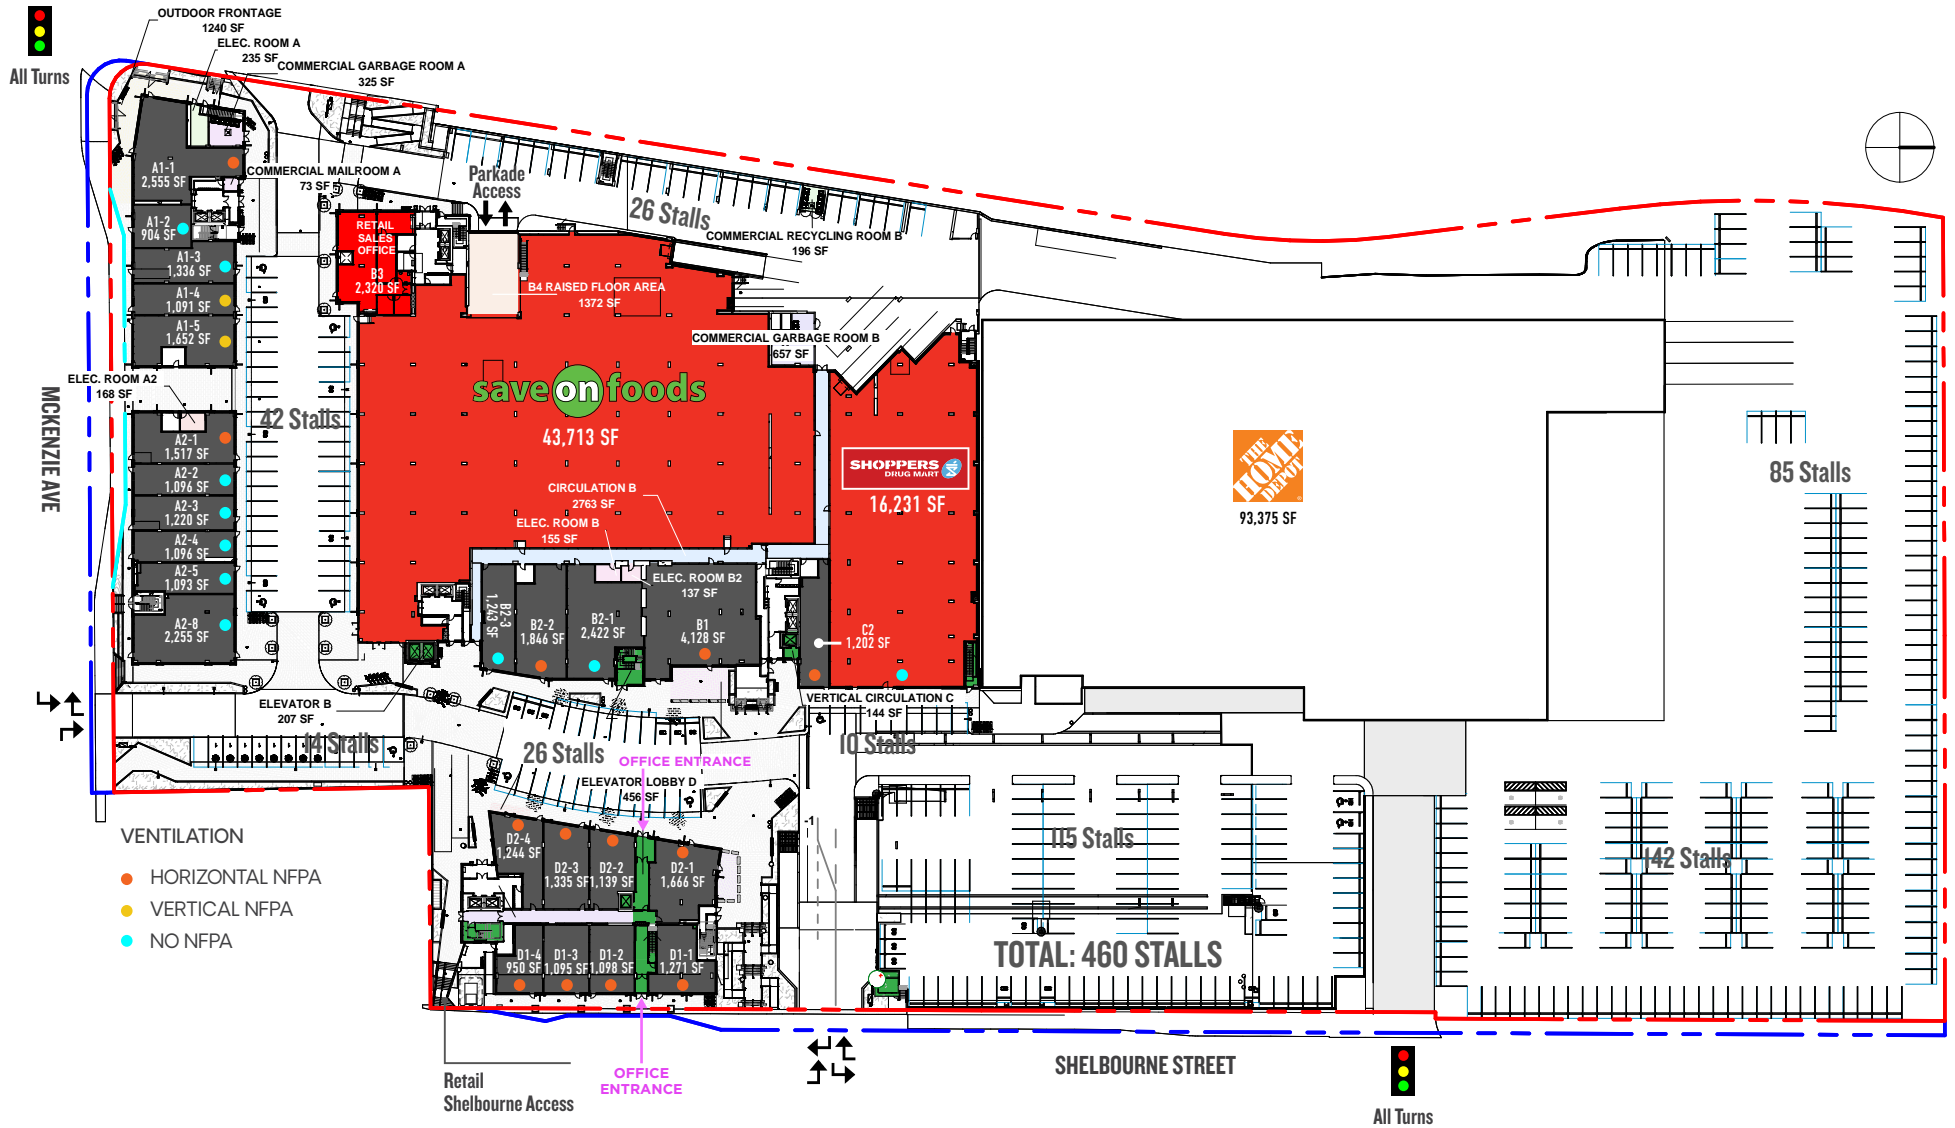 OUTDOOR FRONTAGE
1240 SF
ELEC. ROOM A
235 SF
COMMERCIAL GARBAGE ROOM A
325 SF
All Turns
A1-1
2,555 SF
COMMERCIAL MAILROOM A
73 SF
Parkade
Access
26 Stalls
A1-2
904 SF
RETAIL
SALES
OFFICE
B3
2,320 SF
COMMERCIAL RECYCLING ROOM B
196 SF
A1-3
1,336 SF
A1-4
1,091 SF
B4 RAISED FLOOR AREA
1372 SF
A1-5
1,652 SF
COMMERCIAL GARBAGE ROOM B
657 SF
ELEC. ROOM A2
168 SF
MCKENZIE AVE
42 Stalls
save on foods
43,713 SF
A2-1
1,517 SF
A2-2
1,096 SF
A2-3
1,220 SF
A2-4
1,096 SF
A2-5
1,093 SF
A2-8
2,255 SF
SHOPPERS
DRUG MART
16,231 SF
THE
HOME
DEPOT
93,375 SF
85 Stalls
CIRCULATION B
2763 SF
ELEC. ROOM B
155 SF
ELEC. ROOM B2
137 SF
B2-3
1,243 SF
B2-2
1,846 SF
B2-1
2,422 SF
B1
4,128 SF
C2
1,202 SF
ELEVATOR B
207 SF
VERTICAL CIRCULATION C
144 SF
14 Stalls
26 Stalls
10 Stalls
OFFICE ENTRANCE
ELEVATOR LOBBY D
456 SF
VENTILATION
HORIZONTAL NFPA
VERTICAL NFPA
NO NFPA
D2-4
1,244 SF
D2-3
1,335 SF
D2-2
1,139 SF
D2-1
1,666 SF
115 Stalls
142 Stalls
D1-4
950 SF
D1-3
1,095 SF
D1-2
1,098 SF
D1-1
1,271 SF
TOTAL: 460 STALLS
SHELBOURNE STREET
Retail
Shelbourne Access
OFFICE
ENTRANCE
All Turns